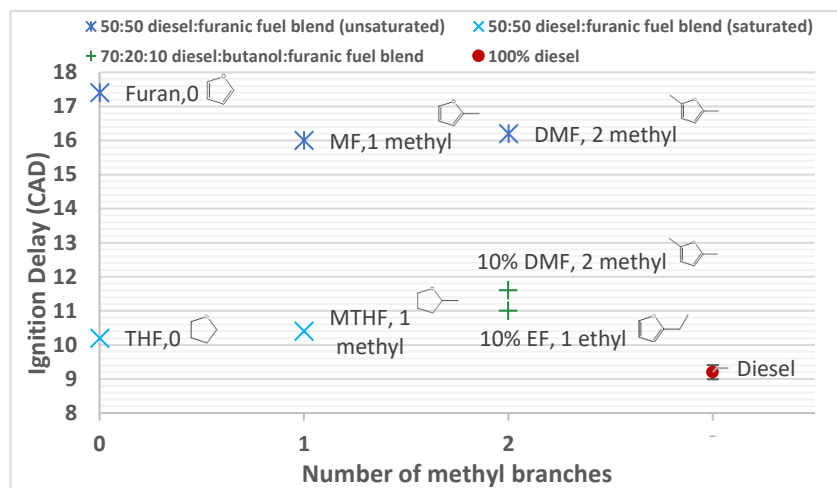 50:50 diesel:furanic fuel blend (unsaturated)
50:50 diesel:furanic fuel blend (saturated)
70:20:10 diesel:butanol:furanic fuel blend
100% diesel
Ignition Delay (CAD)
18
17
16
15
14
13
12
11
10
9
8
Furan,0
O
MF,1 methyl
O
DMF, 2 methyl
O
10% DMF, 2 methyl
O
THF,0
O
MTHF, 1
methyl
O
10% EF, 1 ethyl
O
Diesel
0
1
2
Number of methyl branches